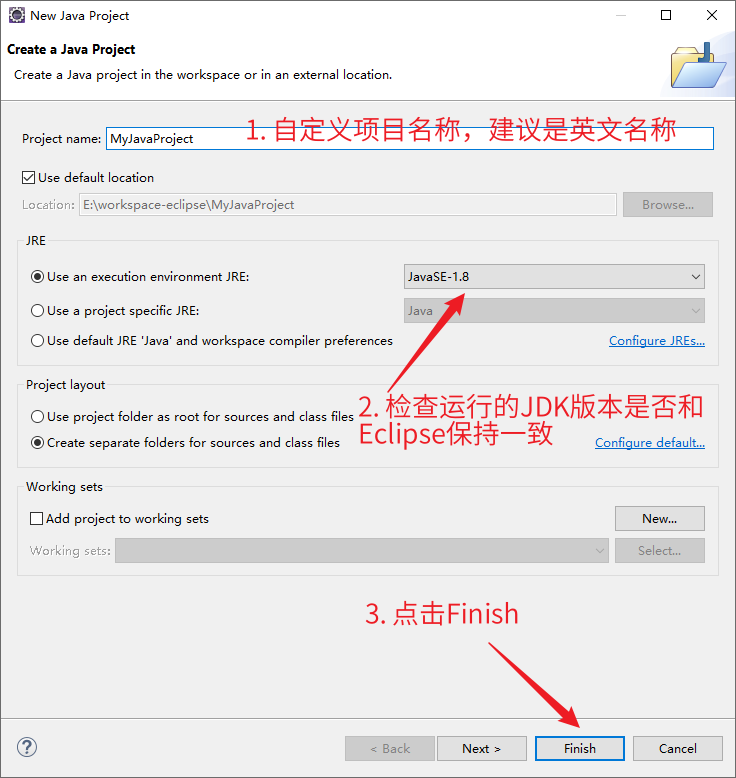 New Java Project
Create a Java Project
Create a Java project in the workspace or in an external location.
Project name: MyJavaProject
1. 自定义项目名称，建议是英文名称
Use default location
Location: E:\workspace-eclipse\MyJavaProject Browse...
JRE
Use an execution environment JRE: JavaSE-1.8
Use a project specific JRE: Java
Use default JRE 'Java' and workspace compiler preferences Configure JREs...
Project layout
2. 检查运行的JDK版本是否和
Eclipse保持一致
Use project folder as root for sources and class files
Create separate folders for sources and class files Configure default...
Working sets
Add project to working sets New...
Working sets: Select...
3. 点击Finish
< Back Next > Finish Cancel